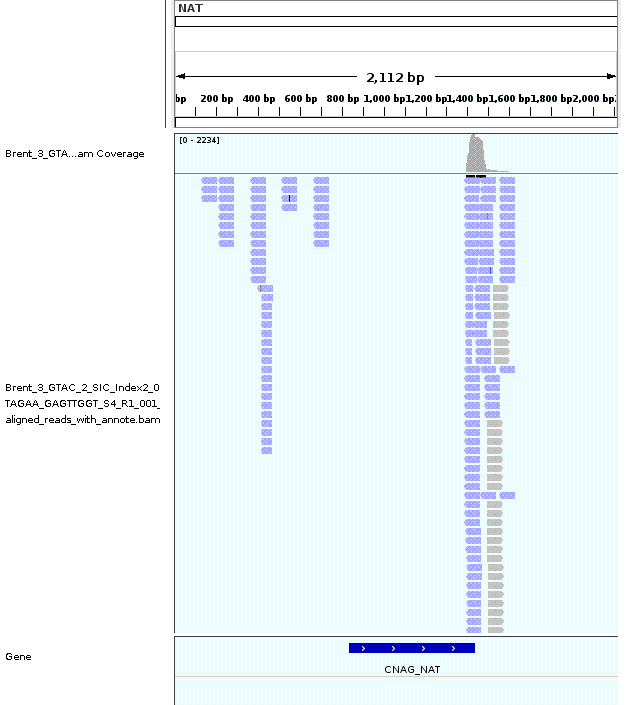 NAT
2,112 bp
bp 200 bp 400 bp 600 bp 800 bp 1,000 bp 1,200 bp 1,400 bp 1,600 bp 1,800 bp 2,000 bp
[0 - 2234]
Brent_3_GTA...am Coverage
Brent_3_GTAC_2_SIC_Index2_0
TAGAA_GAGTTGGT_S4_R1_001_
aligned_reads_with_annote.bam
Gene
CNAG_NAT